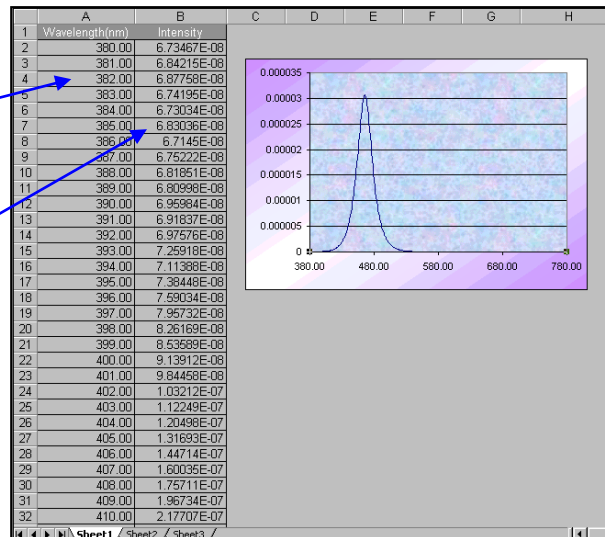 A B C D E F G H
1 Wavelength(nm) Intensity
2 380.00 6.73467E-08
3 381.00 6.84215E-08
4 382.00 6.87758E-08
5 383.00 6.74195E-08
6 384.00 6.73034E-08
7 385.00 6.83036E-08
8 386.00 6.7145E-08
9 387.00 6.75222E-08
10 388.00 6.81851E-08
11 389.00 6.80998E-08
12 390.00 6.95984E-08
13 391.00 6.91837E-08
14 392.00 6.97576E-08
15 393.00 7.25918E-08
16 394.00 7.11388E-08
17 395.00 7.38448E-08
18 396.00 7.59034E-08
19 397.00 7.95732E-08
20 398.00 8.26169E-08
21 399.00 8.53589E-08
22 400.00 9.13912E-08
23 401.00 9.84458E-08
24 402.00 1.03212E-07
25 403.00 1.12249E-07
26 404.00 1.20498E-07
27 405.00 1.31693E-07
28 406.00 1.44714E-07
29 407.00 1.60035E-07
30 408.00 1.75711E-07
31 409.00 1.96734E-07
32 410.00 2.17707E-07
0.000035
0.00003
0.000025
0.00002
0.000015
0.00001
0.000005
0
380.00 480.00 580.00 680.00 780.00
Sheet1 / Sheet2 / Sheet3 /